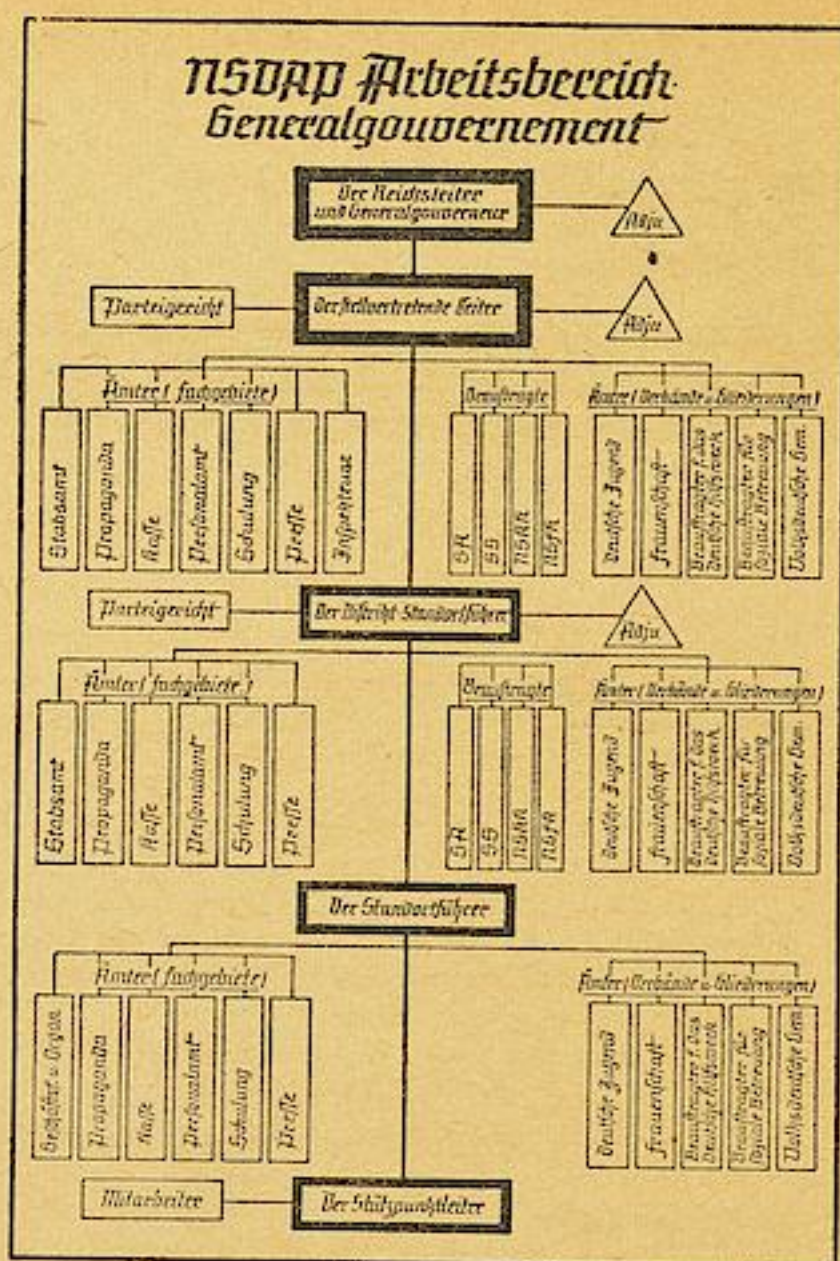 NSDAP Arbeitsbereich
Generalgouvernement
Der Reichsleiter
und Generalgouverneur
Adju
Parteigericht
Der stellvertretende Leiter
Adju
Ämter (Fachgebiete)
Stabsamt
Propaganda
Kasse
Personalamt
Schulung
Presse
Inspekteure
Beauftragte
SA
SS
NSKK
NSFK
Ämter (Verbände u. Gliederungen)
Deutsche Jugend
Frauenschaft
Beauftragter f. das
Deutsche Hilfswerk
Beauftragter für
soziale Betreuung
Volksdeutsche Gem.
Parteigericht
Der Distrikt-Standortführer
Adju
Ämter (Fachgebiete)
Stabsamt
Propaganda
Kasse
Personalamt
Schulung
Presse
Beauftragte
SA
SS
NSKK
NSFK
Ämter (Verbände u. Gliederungen)
Deutsche Jugend
Frauenschaft
Beauftragter f. das
Deutsche Hilfswerk
Beauftragter für
soziale Betreuung
Volksdeutsche Gem.
Der Standortführer
Ämter (Fachgebiete)
Geschäftsf. u. Organ.
Propaganda
Kasse
Personalamt
Schulung
Presse
Ämter (Verbände u. Gliederungen)
Deutsche Jugend
Frauenschaft
Beauftragter f. das
Deutsche Hilfswerk
Beauftragter für
soziale Betreuung
Volksdeutsche Gem.
Mitarbeiter
Der Stützpunktleiter